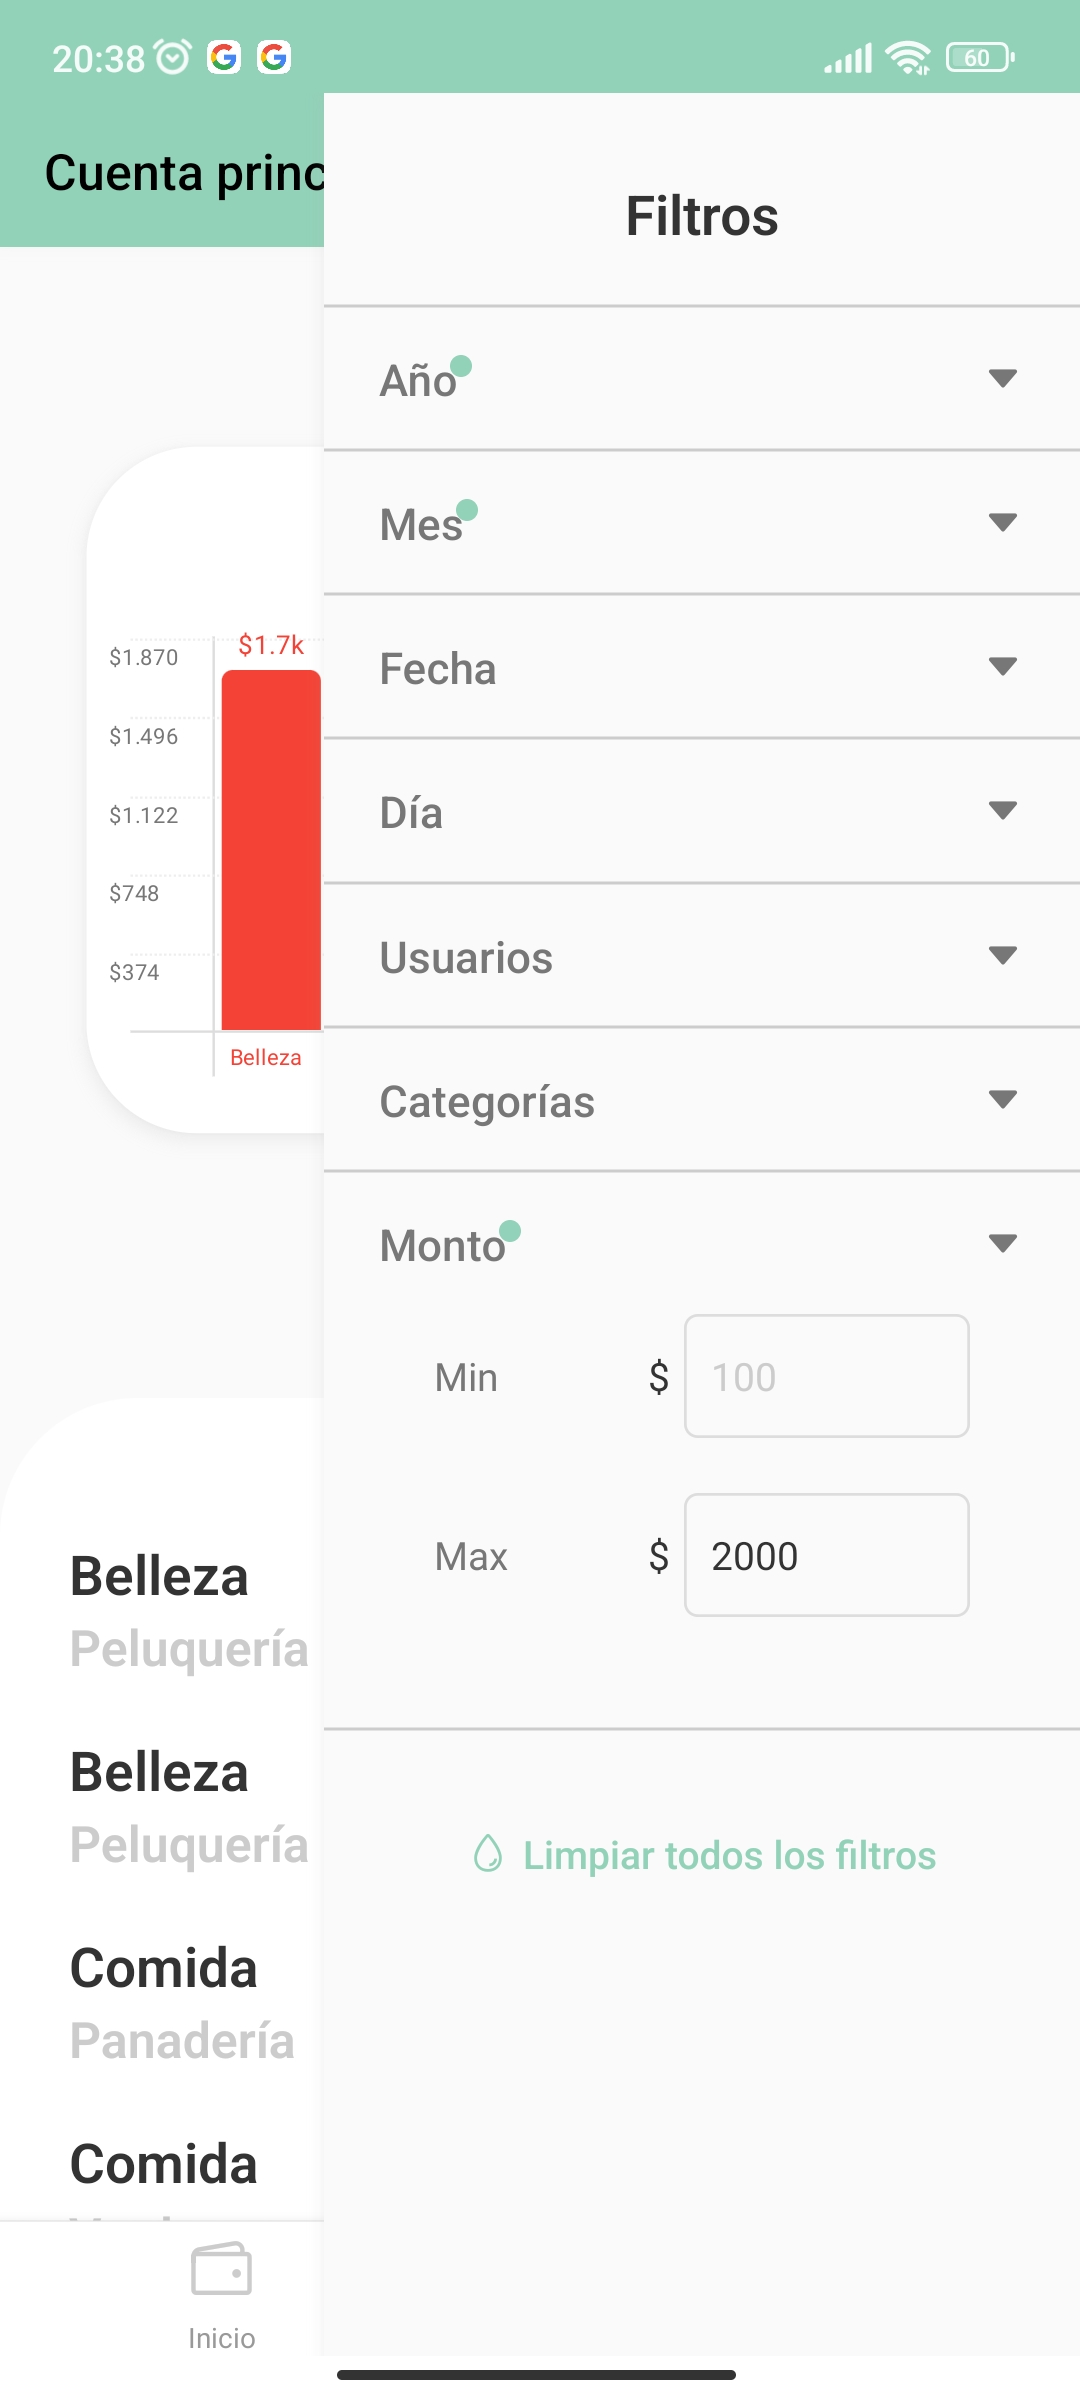 20:38
60
Cuenta princ
Filtros
Año
Mes
Fecha
Día
Usuarios
Categorías
Monto
Min $ 100
Max $ 2000
Limpiar todos los filtros
$1.7k
$1.870
$1.496
$1.122
$748
$374
Belleza
Belleza
Peluquería
Belleza
Peluquería
Comida
Panadería
Comida
Inicio